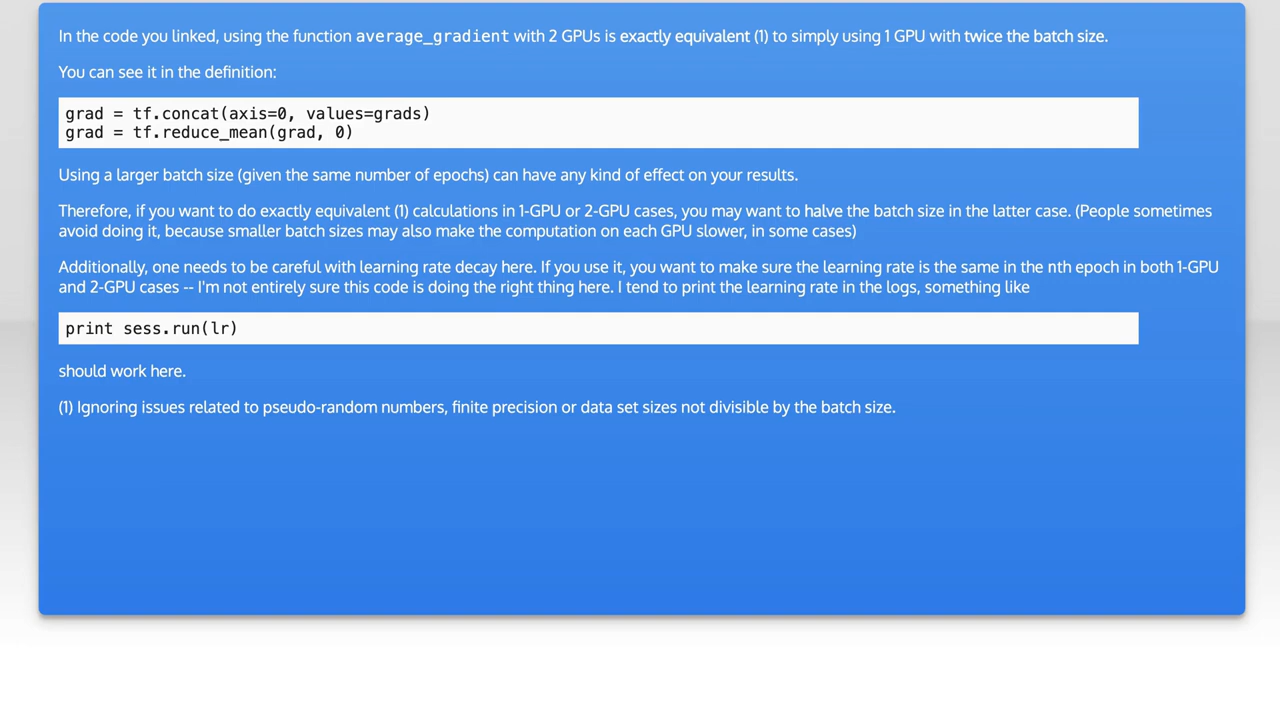 In the code you linked, using the function average_gradient with 2 GPUs is exactly equivalent (1) to simply using 1 GPU with twice the batch size.
You can see it in the definition:
grad = tf.concat(axis=0, values=grads)
grad = tf.reduce_mean(grad, 0)
Using a larger batch size (given the same number of epochs) can have any kind of effect on your results.
Therefore, if you want to do exactly equivalent (1) calculations in 1-GPU or 2-GPU cases, you may want to halve the batch size in the latter case. (People sometimes
avoid doing it, because smaller batch sizes may also make the computation on each GPU slower, in some cases)
Additionally, one needs to be careful with learning rate decay here. If you use it, you want to make sure the learning rate is the same in the nth epoch in both 1-GPU
and 2-GPU cases -- I'm not entirely sure this code is doing the right thing here. I tend to print the learning rate in the logs, something like
print sess.run(lr)
should work here.
(1) Ignoring issues related to pseudo-random numbers, finite precision or data set sizes not divisible by the batch size.